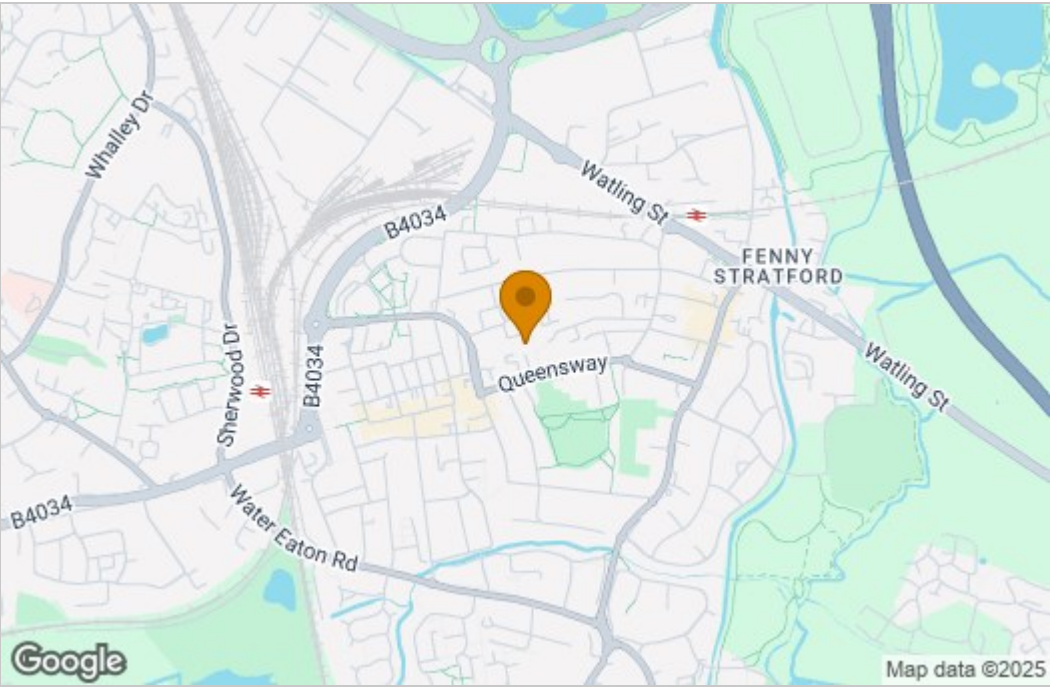 Whalley Dr
Watling St
B4034
FENNY
STRATFORD
Sherwood Dr
B4034
Queensway
Watling St
B4034
Water Eaton Rd
Google
Map data ©2025